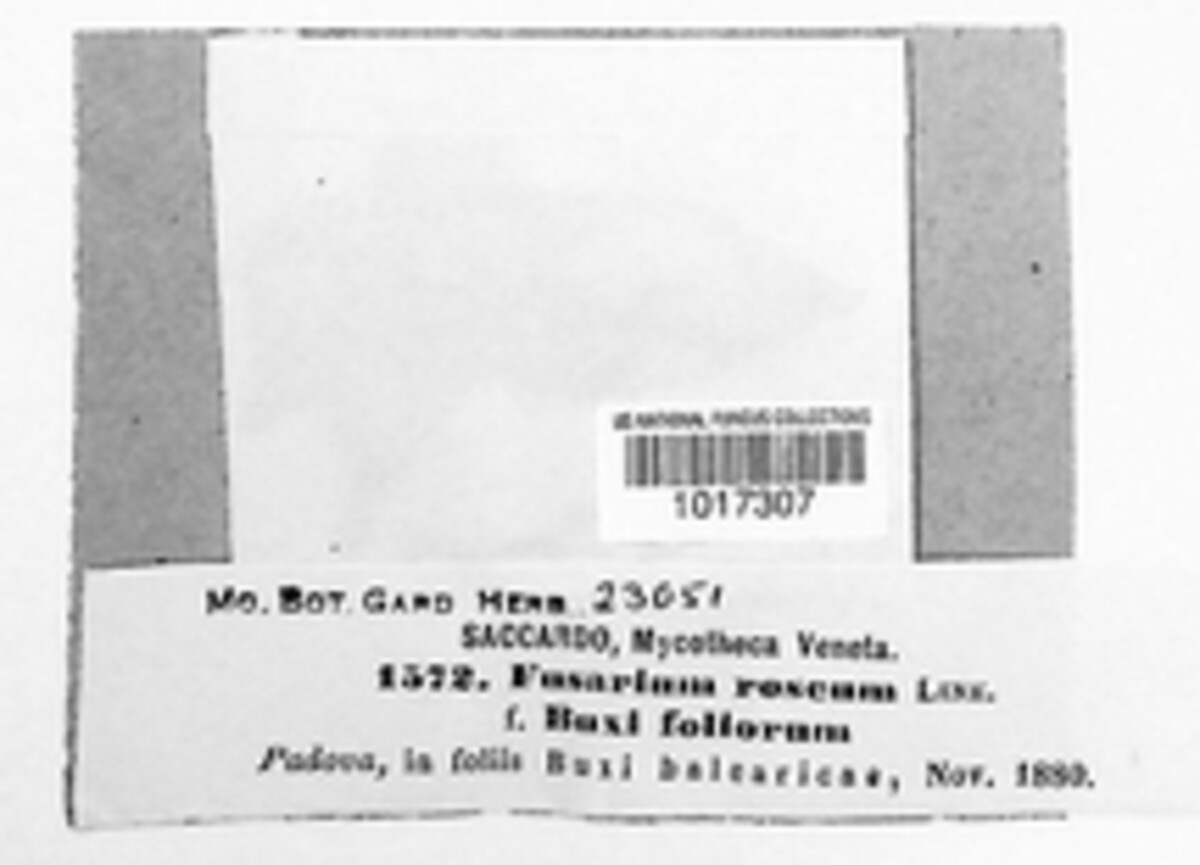 US NATIONAL FUNGUS COLLECTIONS
1017307
MO. BOT. GARD HERB. 23051
SACCARDO, Mycotheca Veneta.
1572. Fusarium roseum LINK.
f. Buxi foliorum
Padova, in foliis Buxi balearicae, Nov. 1880.